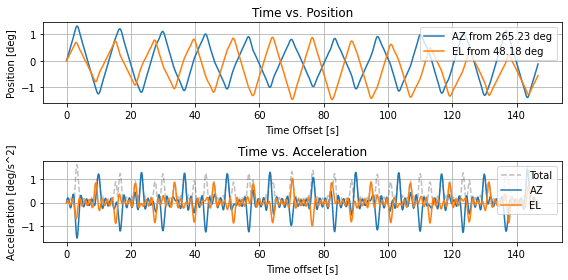 Time vs. Position
Position [deg]
1
0
−1
AZ from 265.23 deg
EL from 48.18 deg
0 20 40 60 80 100 120 140
Time Offset [s]
Time vs. Acceleration
Acceleration [deg/s^2]
1
0
−1
Total
AZ
EL
0 20 40 60 80 100 120 140
Time offset [s]